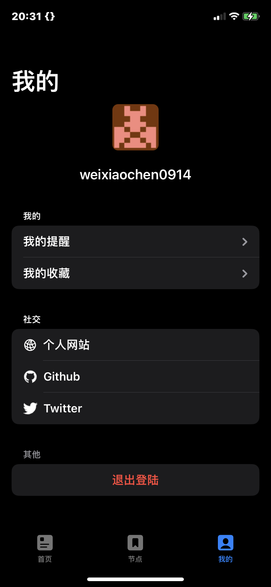 20:31 {}
我的
weixiaochen0914
我的
我的提醒
我的收藏
社交
个人网站
Github
Twitter
其他
退出登陆
首页
节点
我的